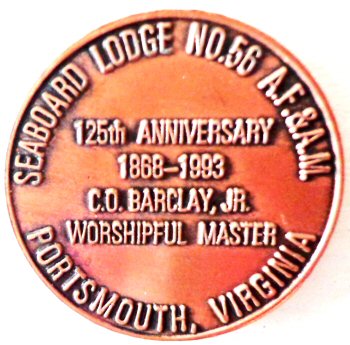 SEABOARD LODGE NO.56 A.F.&A.M.
125th ANNIVERSARY
1868-1993
C.O. BARCLAY, JR.
WORSHIPFUL MASTER
PORTSMOUTH, VIRGINIA